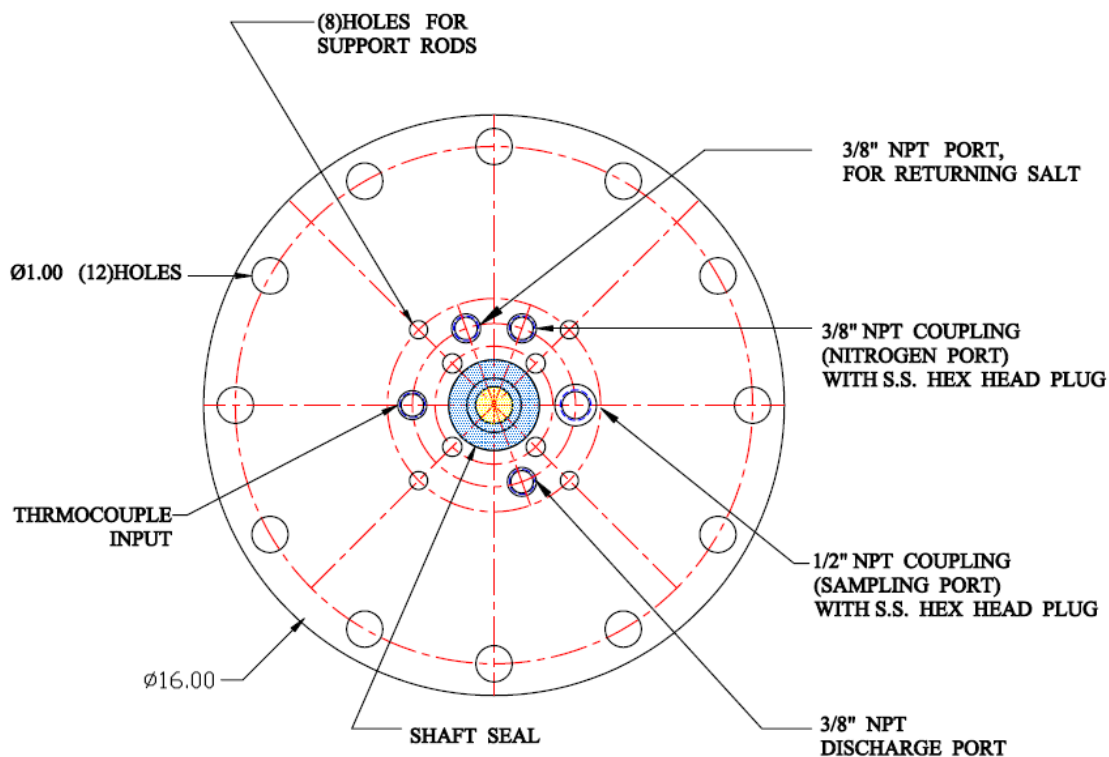 (8)HOLES FOR
SUPPORT RODS
3/8" NPT PORT,
FOR RETURNING SALT
Ø1.00 (12)HOLES
3/8" NPT COUPLING
(NITROGEN PORT)
WITH S.S. HEX HEAD PLUG
THRMOCOUPLE
INPUT
1/2" NPT COUPLING
(SAMPLING PORT)
WITH S.S. HEX HEAD PLUG
Ø16.00
SHAFT SEAL
3/8" NPT
DISCHARGE PORT